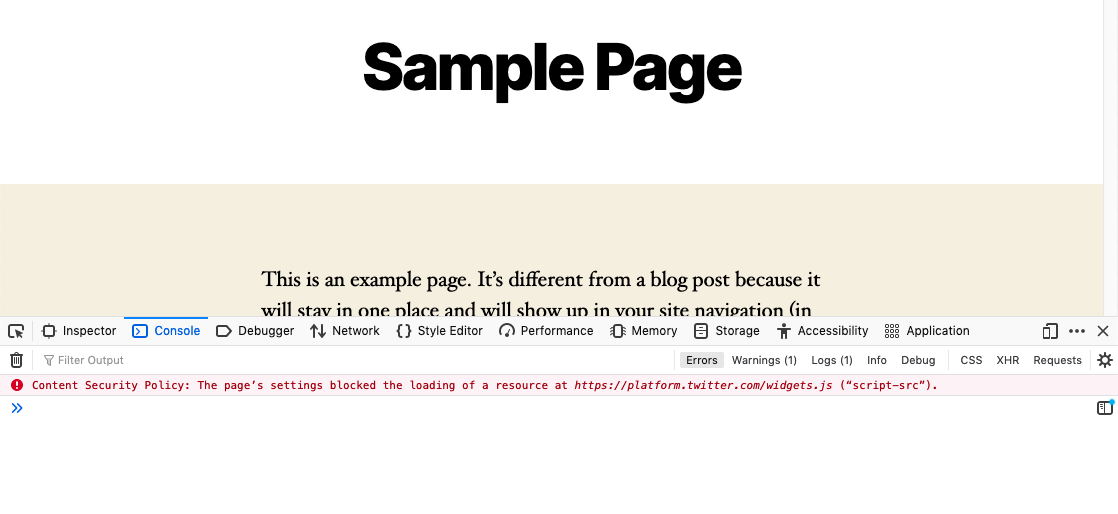 Sample Page
This is an example page. It’s different from a blog post because it
will stay in one place and will show up in your site navigation (in
Inspector Console Debugger Network Style Editor Performance Memory Storage Accessibility Application
Filter Output Errors Warnings (1) Logs (1) Info Debug CSS XHR Requests
Content Security Policy: The page’s settings blocked the loading of a resource at https://platform.twitter.com/widgets.js (“script-src”).